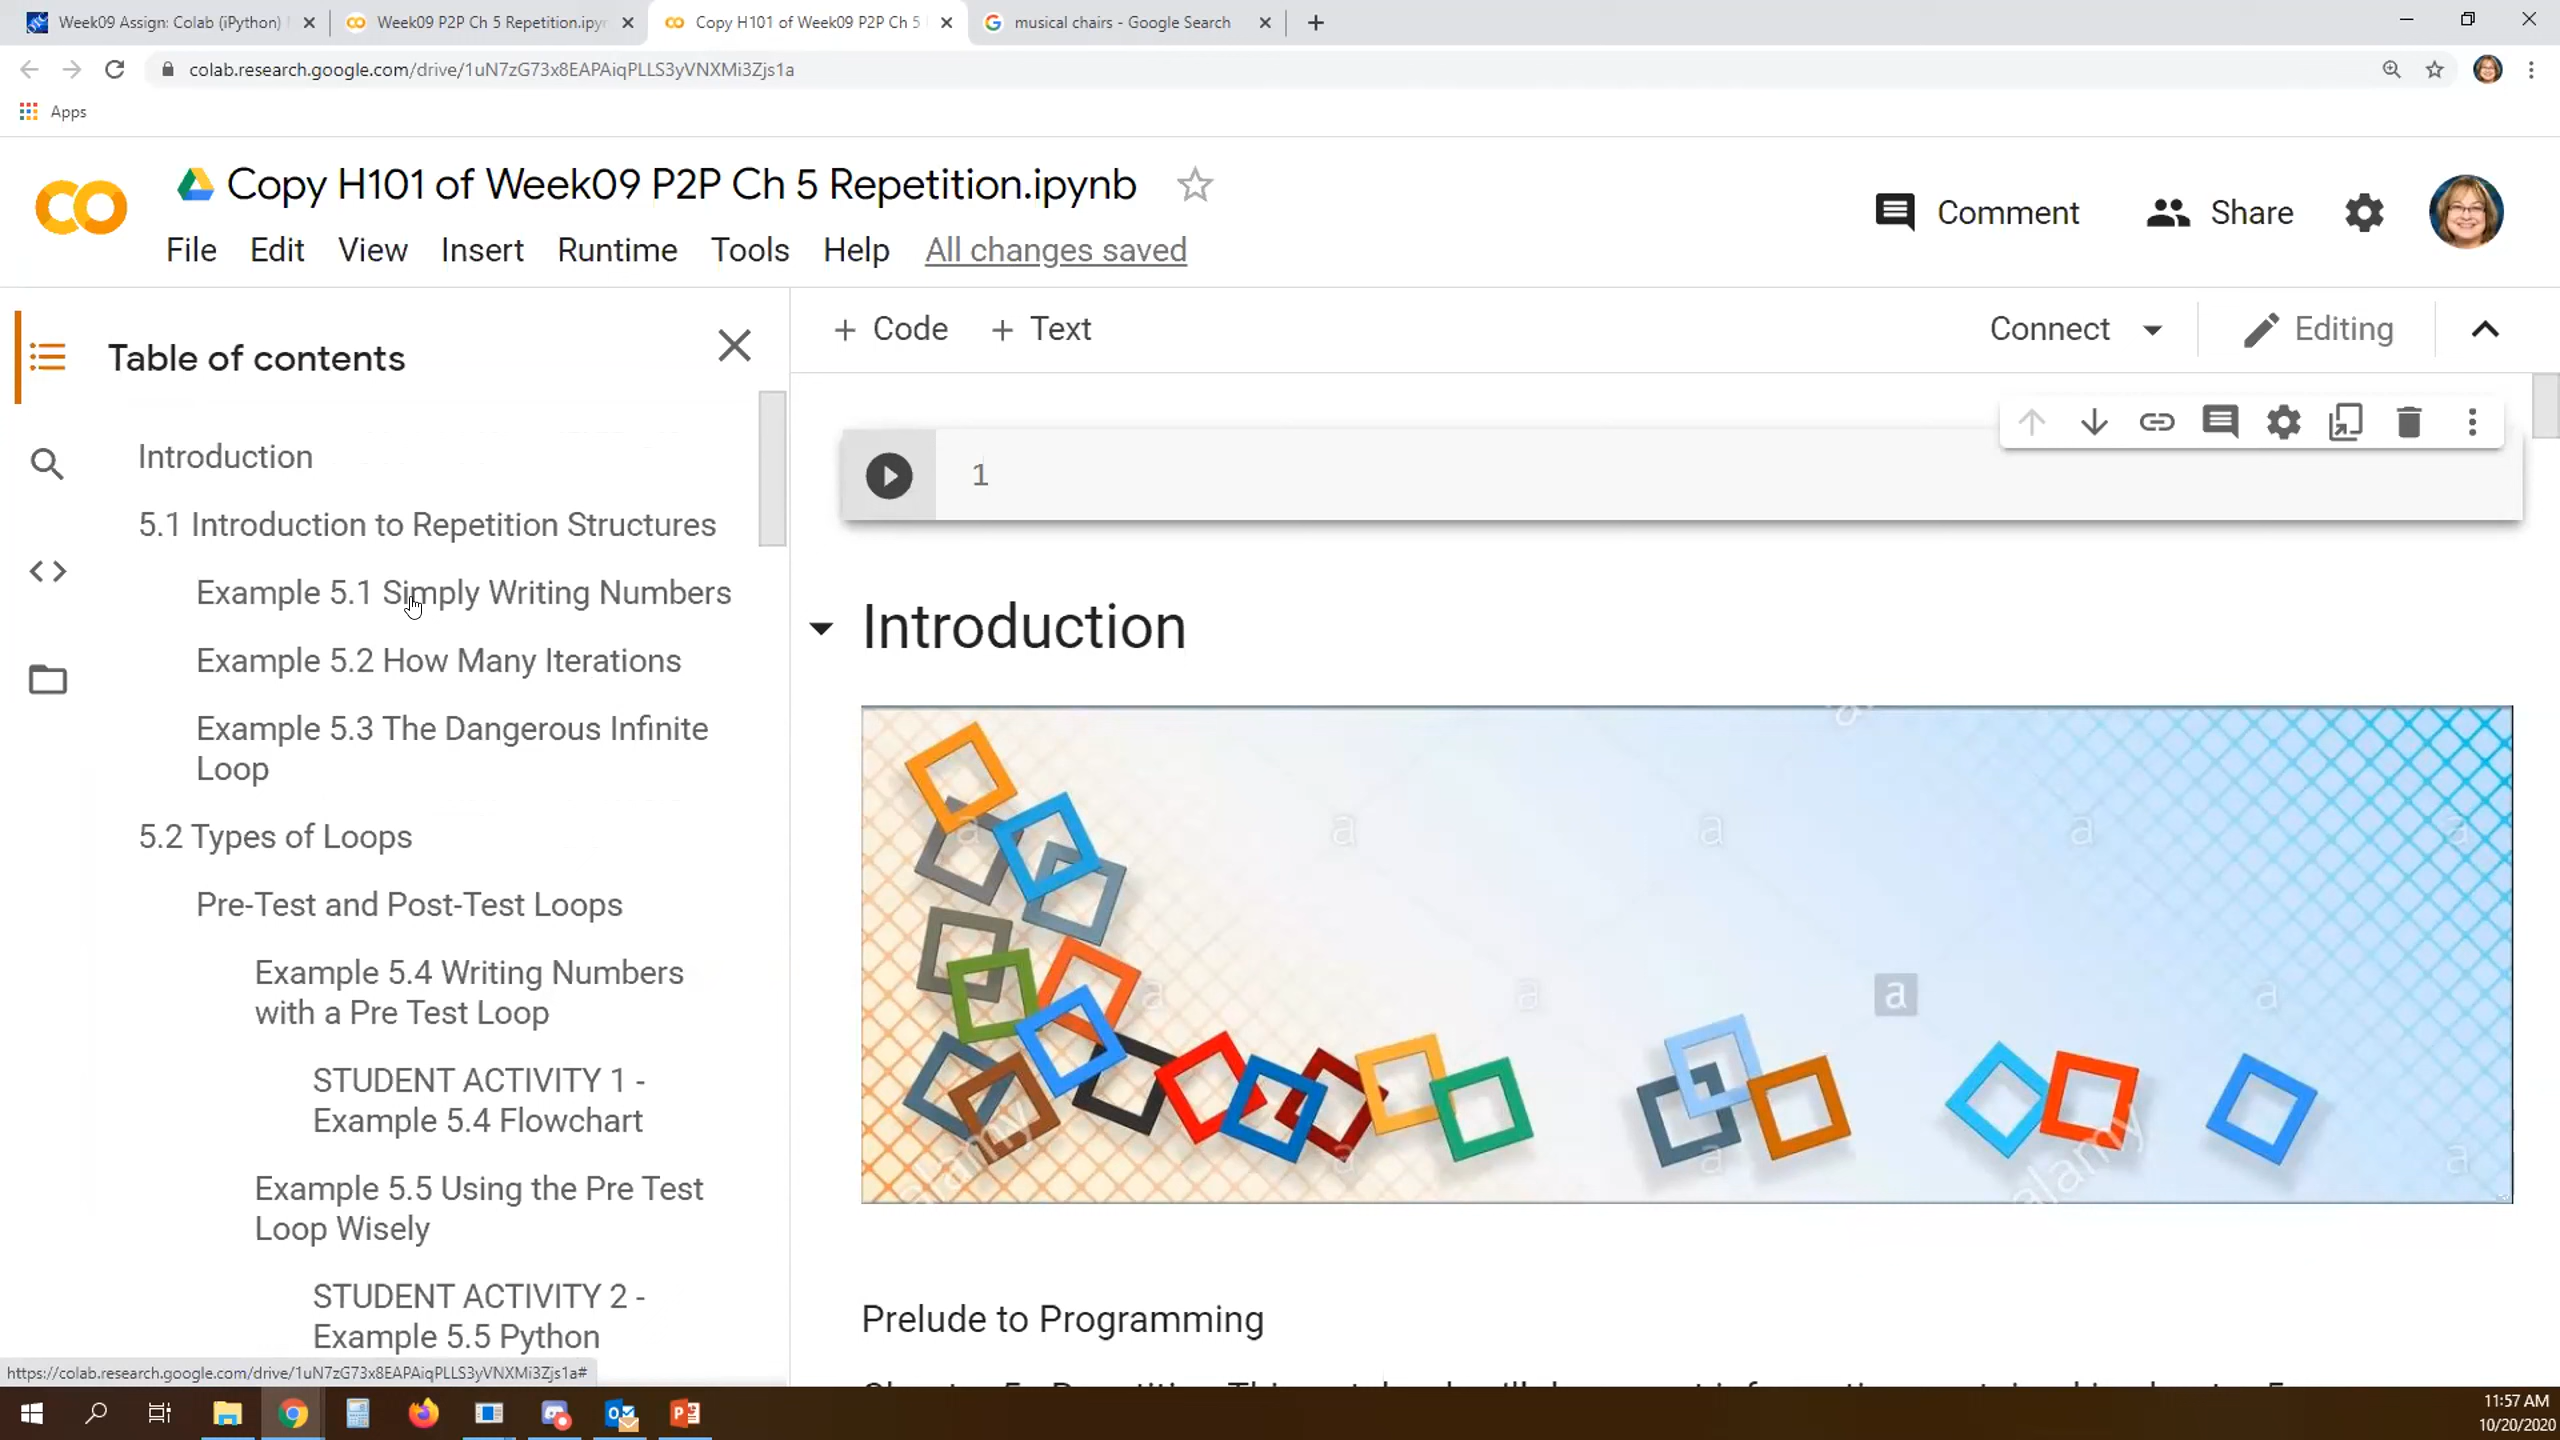 Week09 Assign: Colab (iPython)
Week09 P2P Ch 5 Repetition.ipyn
Copy H101 of Week09 P2P Ch 5
musical chairs - Google Search
colab.research.google.com/drive/1uN7zG73x8EAPAiqPLLS3yVNXMi3Zjs1a
Apps
CO
Copy H101 of Week09 P2P Ch 5 Repetition.ipynb
Comment
Share
File Edit View Insert Runtime Tools Help All changes saved
Table of contents
+ Code + Text
Connect
Editing
Introduction
5.1 Introduction to Repetition Structures
Example 5.1 Simply Writing Numbers
Example 5.2 How Many Iterations
Example 5.3 The Dangerous Infinite
Loop
5.2 Types of Loops
Pre-Test and Post-Test Loops
Example 5.4 Writing Numbers
with a Pre Test Loop
STUDENT ACTIVITY 1 -
Example 5.4 Flowchart
Example 5.5 Using the Pre Test
Loop Wisely
STUDENT ACTIVITY 2 -
Example 5.5 Python
1
Introduction
a
a a a a a
a a a a
a a a
alamy alamy
Prelude to Programming
https://colab.research.google.com/drive/1uN7zG73x8EAPAiqPLLS3yVNXMi3Zjs1a#
11:57 AM
10/20/2020